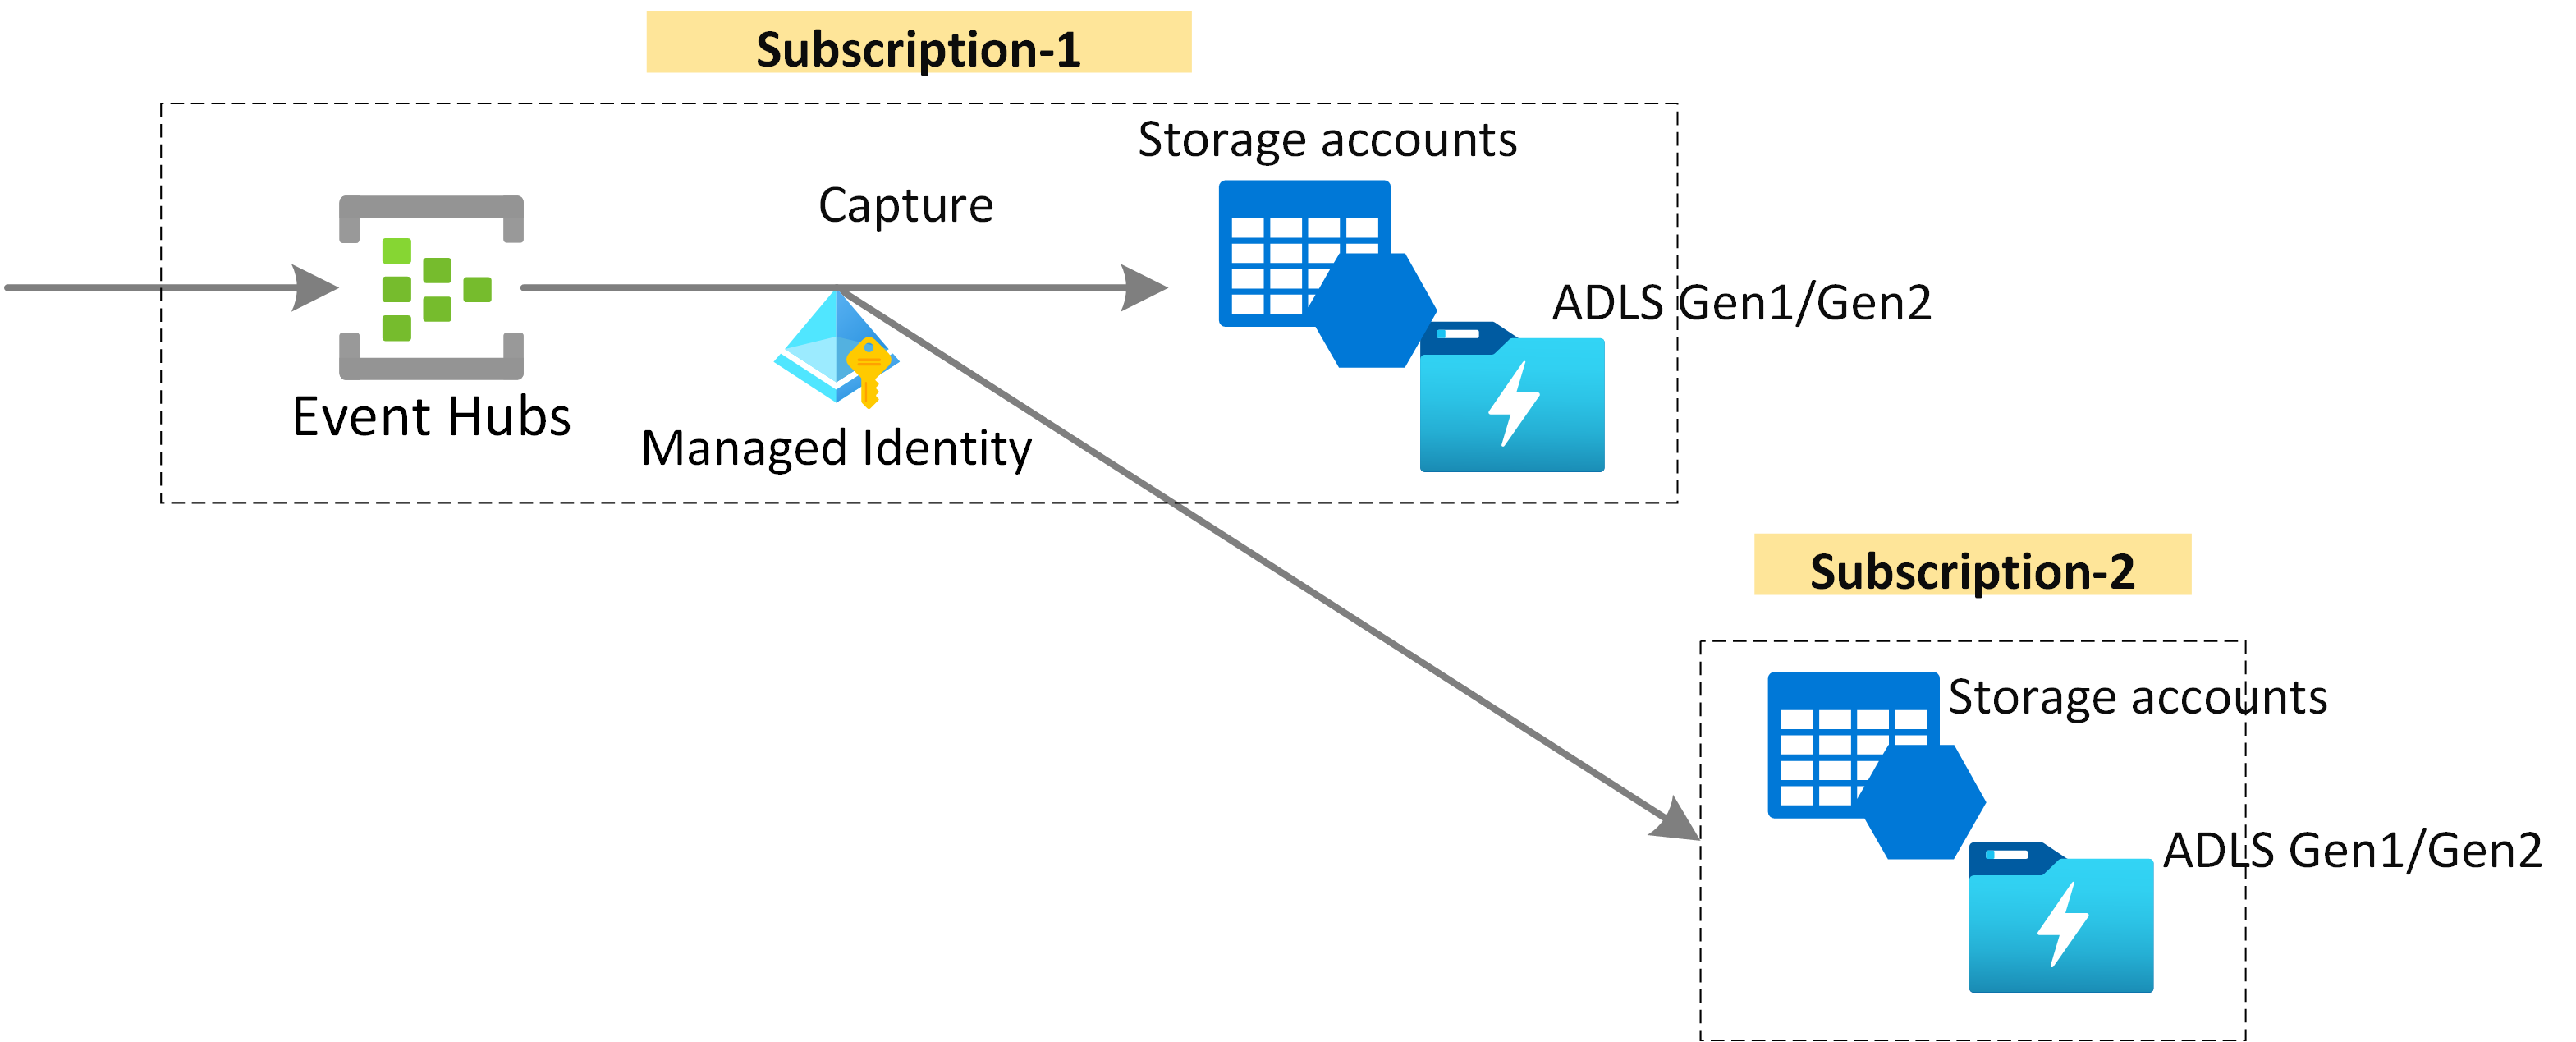 Subscription-1
Storage accounts
Capture
ADLS Gen1/Gen2
Event Hubs
Managed Identity
Subscription-2
Storage accounts
ADLS Gen1/Gen2